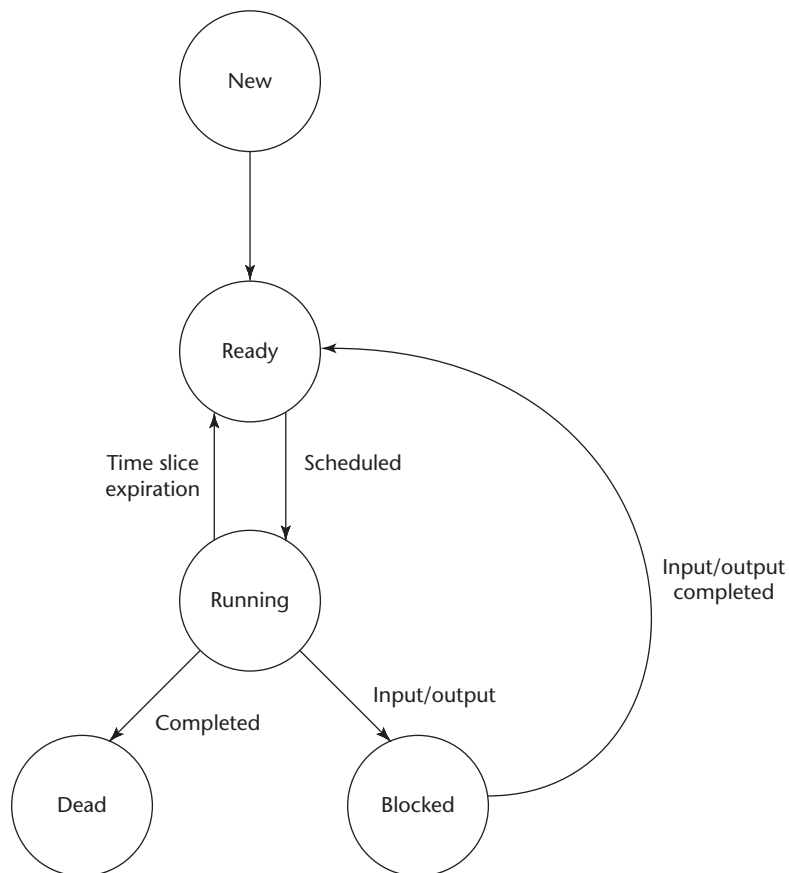 New
Ready
Time slice
expiration
Scheduled
Running
Input/output
completed
Input/output
Completed
Dead
Blocked